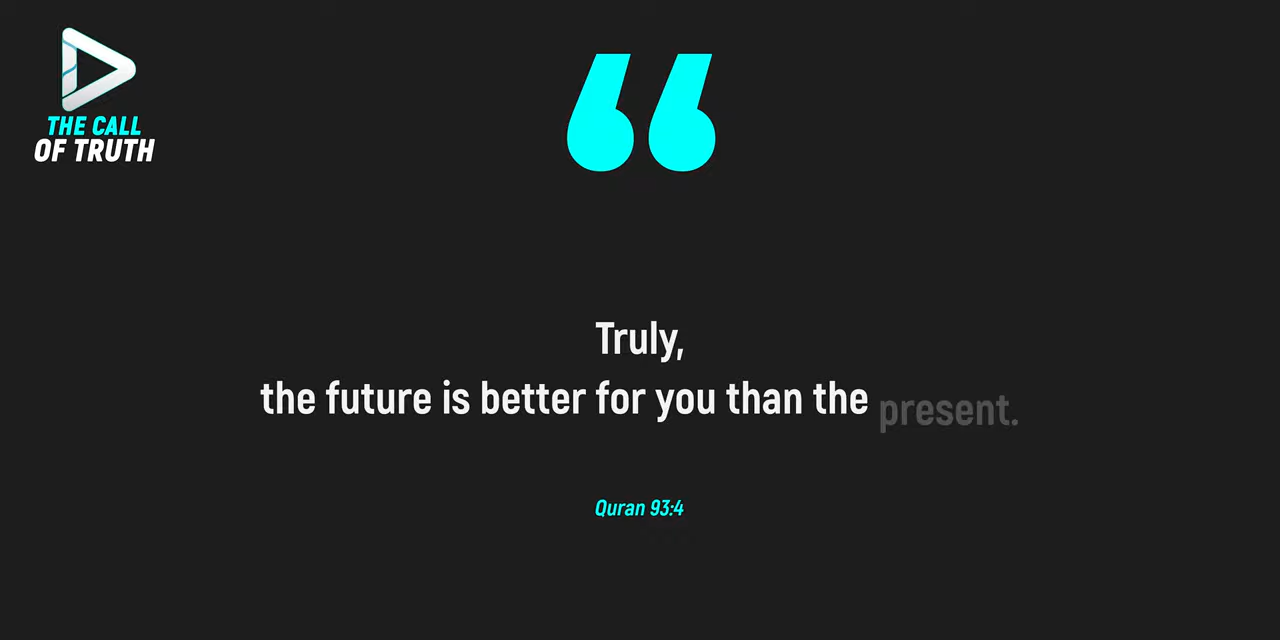 THE CALL
OF TRUTH
“
Truly,
the future is better for you than the present.
Quran 93:4